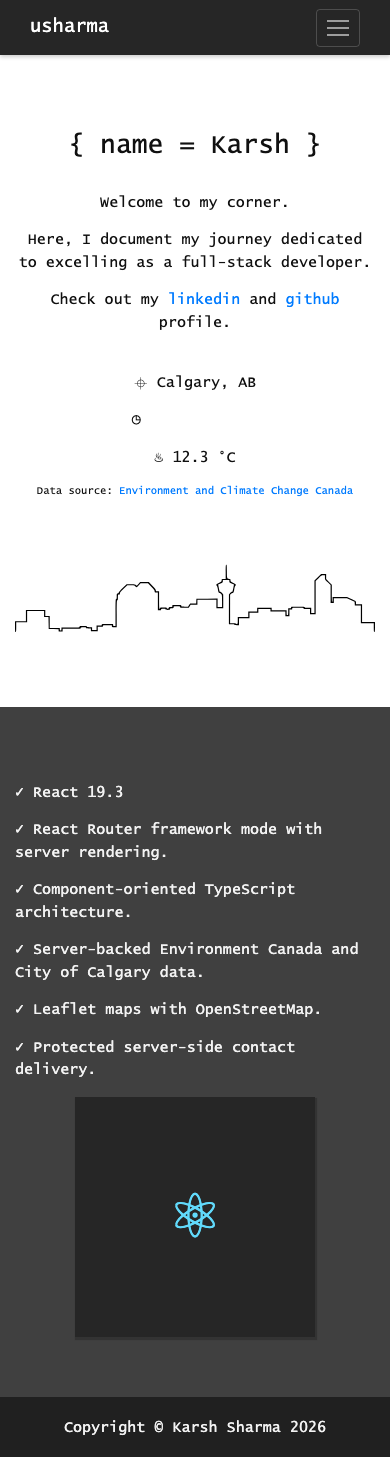 usharma
{ name = Karsh }
Welcome to my corner.
Here, I document my journey dedicated
to excelling as a full-stack developer.
Check out my linkedin and github
profile.
⌖ Calgary, AB
◔
♨ 12.3 °C
Data source: Environment and Climate Change Canada
✓ React 19.3
✓ React Router framework mode with
server rendering.
✓ Component-oriented TypeScript
architecture.
✓ Server-backed Environment Canada and
City of Calgary data.
✓ Leaflet maps with OpenStreetMap.
✓ Protected server-side contact
delivery.
Copyright © Karsh Sharma 2026